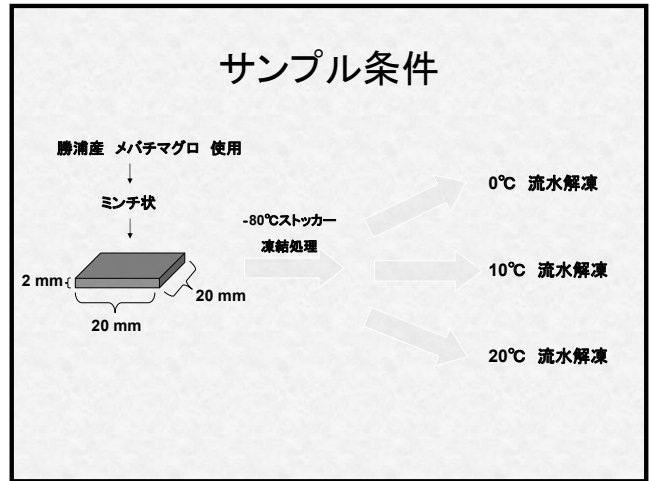 サンプル条件
勝浦産 メバチマグロ 使用
ミンチ状
2 mm
20 mm
20 mm
-80℃ストッカー
凍結処理
0℃ 流水解凍
10℃ 流水解凍
20℃ 流水解凍